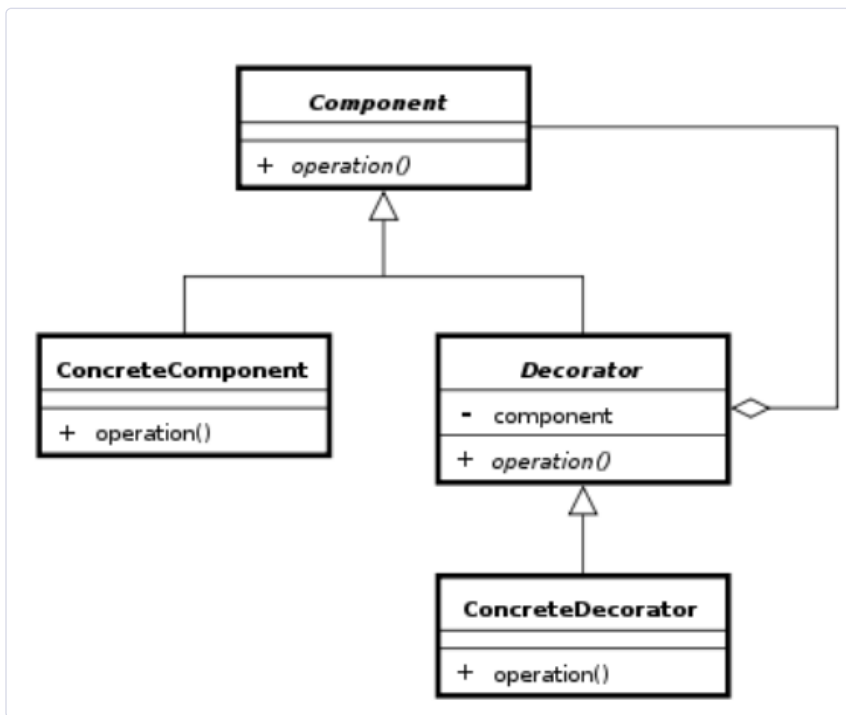 Component
+ operation()
ConcreteComponent
+ operation()
Decorator
- component
+ operation()
ConcreteDecorator
+ operation()